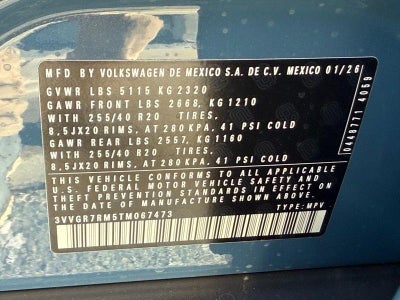 MFD BY VOLKSWAGEN DE MEXICO S.A. DE C.V. MEXICO 01/26
GVWR LBS 5115 KG 2320
GAWR FRONT LBS 2668, KG 1210
WITH 255/40 R20 TIRES,
8,5JX20 RIMS, AT 280 KPA, 41 PSI COLD
GAWR REAR LBS 2557, KG 1160
WITH 255/40 R20 TIRES,
8,5JX20 RIMS, AT 280 KPA, 41 PSI COLD
THIS VEHICLE CONFORMS TO ALL APPLICABLE
U.S. FEDERAL MOTOR VEHICLE SAFETY AND
THEFT PREVENTION STANDARDS IN EFFECT ON
THE DATE OF MANUFACTURE SHOWN ABOVE.
3VVGR7RM5TM067473 TYPE: MPV
0448771 4069